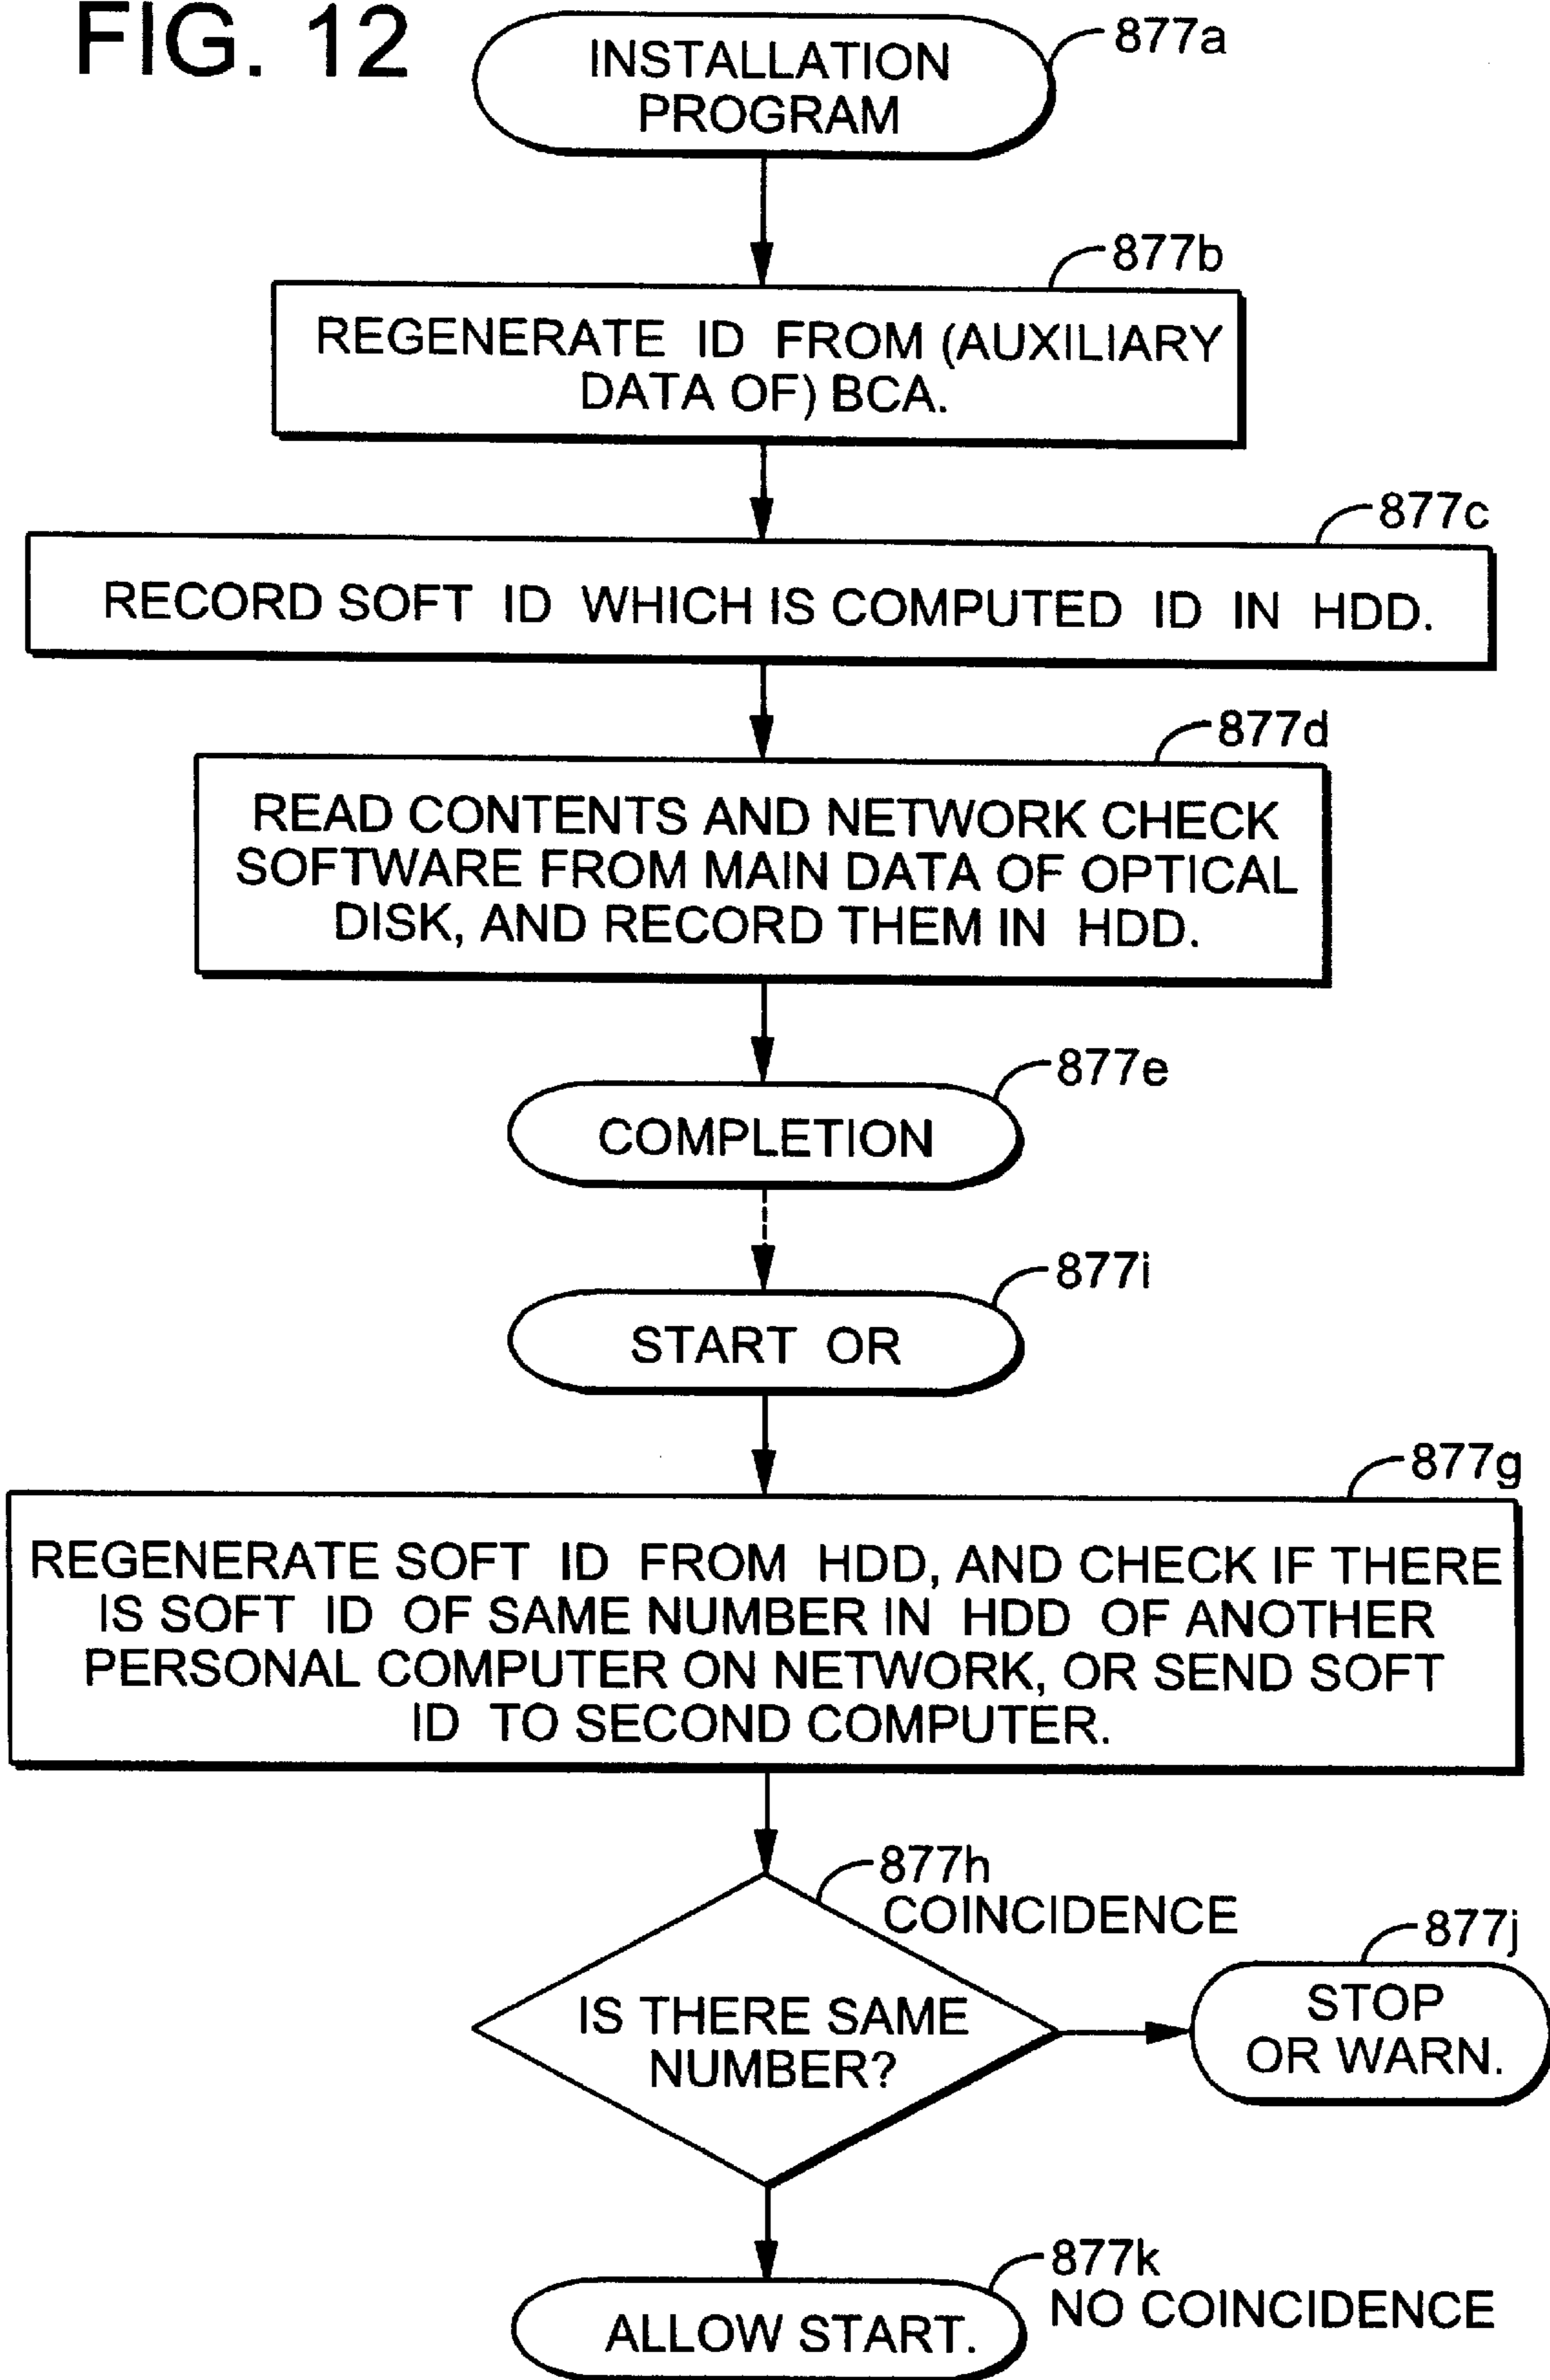 FIG. 12
877a
INSTALLATION
PROGRAM
877b
REGENERATE ID FROM (AUXILIARY
DATA OF) BCA.
877c
RECORD SOFT ID WHICH IS COMPUTED ID IN HDD.
877d
READ CONTENTS AND NETWORK CHECK
SOFTWARE FROM MAIN DATA OF OPTICAL
DISK, AND RECORD THEM IN HDD.
877e
COMPLETION
877i
START OR
877g
REGENERATE SOFT ID FROM HDD, AND CHECK IF THERE
IS SOFT ID OF SAME NUMBER IN HDD OF ANOTHER
PERSONAL COMPUTER ON NETWORK, OR SEND SOFT
ID TO SECOND COMPUTER.
877h
COINCIDENCE
877j
IS THERE SAME
NUMBER?
STOP
OR WARN.
877k
NO COINCIDENCE
ALLOW START.